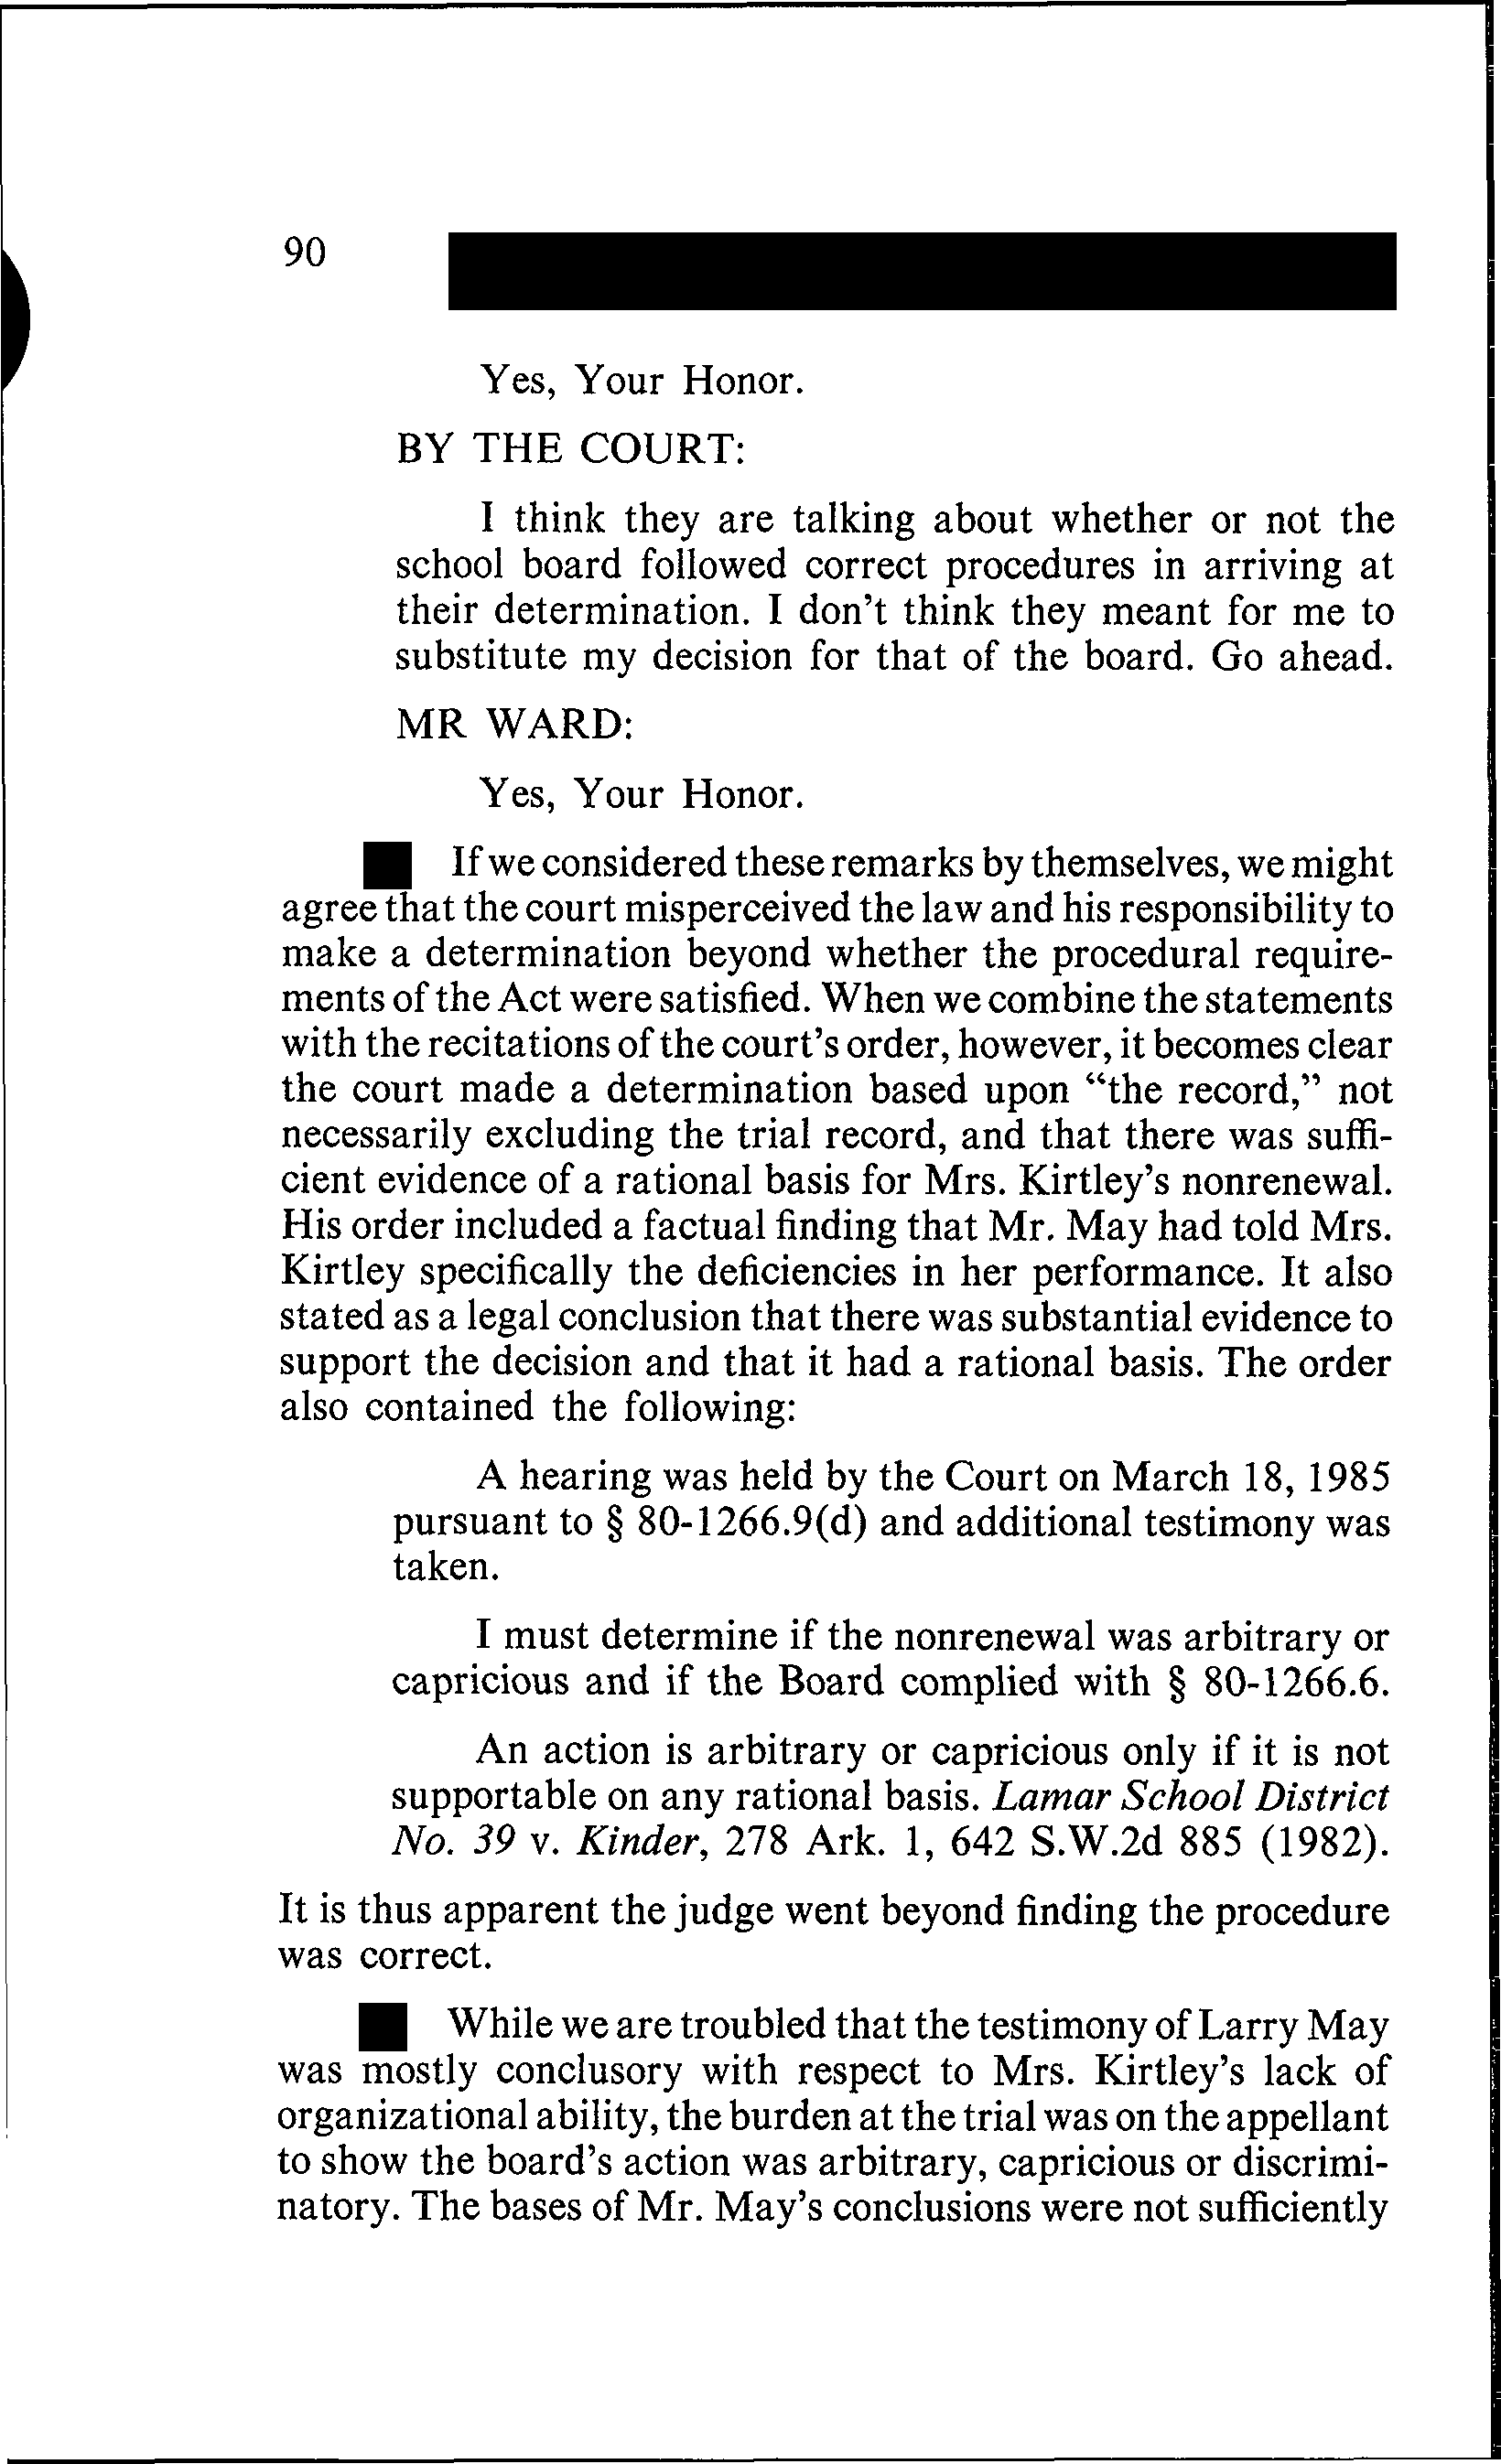 90
Yes, Your Honor.
BY THE COURT:
I think they are talking about whether or not the
school board followed correct procedures in arriving at
their determination. I don't think they meant for me to
substitute my decision for that of the board. Go ahead.
MR WARD:
Yes, Your Honor.
If we considered these remarks by themselves, we might
agree that the court misperceived the law and his responsibility to
make a determination beyond whether the procedural require-
ments of the Act were satisfied. When we combine the statements
with the recitations of the court's order, however, it becomes clear
the court made a determination based upon “the record,” not
necessarily excluding the trial record, and that there was suffi-
cient evidence of a rational basis for Mrs. Kirtley's nonrenewal.
His order included a factual finding that Mr. May had told Mrs.
Kirtley specifically the deficiencies in her performance. It also
stated as a legal conclusion that there was substantial evidence to
support the decision and that it had a rational basis. The order
also contained the following:
A hearing was held by the Court on March 18, 1985
pursuant to § 80-1266.9(d) and additional testimony was
taken.
I must determine if the nonrenewal was arbitrary or
capricious and if the Board complied with § 80-1266.6.
An action is arbitrary or capricious only if it is not
supportable on any rational basis. Lamar School District
No. 39 v. Kinder, 278 Ark. 1, 642 S.W.2d 885 (1982).
It is thus apparent the judge went beyond finding the procedure
was correct.
While we are troubled that the testimony of Larry May
was mostly conclusory with respect to Mrs. Kirtley's lack of
organizational ability, the burden at the trial was on the appellant
to show the board's action was arbitrary, capricious or discrimi-
natory. The bases of Mr. May's conclusions were not sufficiently